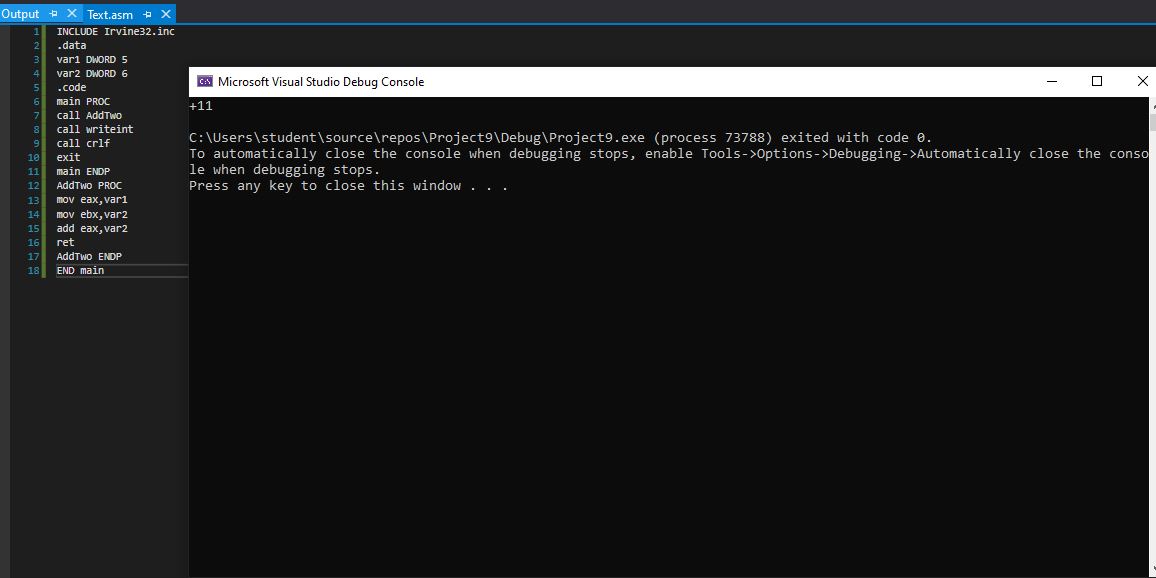 Output
Text.asm
1 INCLUDE Irvine32.inc
2 .data
3 var1 DWORD 5
4 var2 DWORD 6
5 .code
6 main PROC
7 call AddTwo
8 call writeint
9 call crlf
10 exit
11 main ENDP
12 AddTwo PROC
13 mov eax,var1
14 mov ebx,var2
15 add eax,var2
16 ret
17 AddTwo ENDP
18 END main
C:\ Microsoft Visual Studio Debug Console
+11
C:\Users\student\source\repos\Project9\Debug\Project9.exe (process 73788) exited with code 0.
To automatically close the console when debugging stops, enable Tools->Options->Debugging->Automatically close the conso
le when debugging stops.
Press any key to close this window . . .